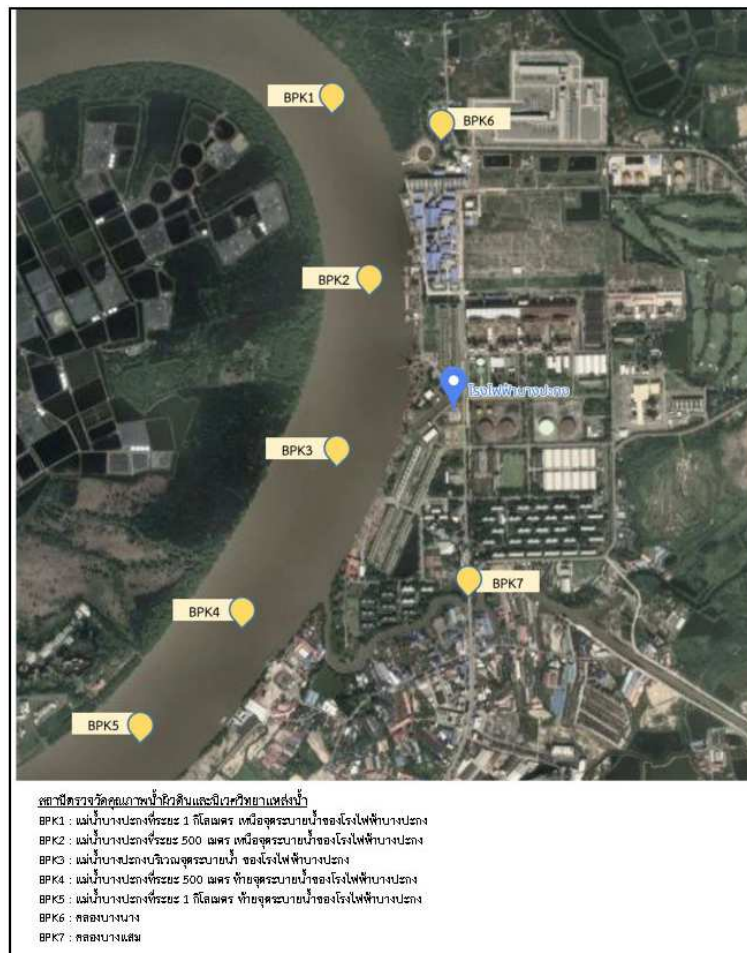 BPK1
BPK6
BPK2
โรงไฟฟ้าบางปะกง
BPK3
BPK7
BPK4
BPK5
สถานีตรวจวัดคุณภาพน้ำผิวดินและนิเวศวิทยาแหล่งน้ำ
BPK1 : แม่น้ำบางปะกงที่ระยะ 1 กิโลเมตร เหนือจุดระบายน้ำของโรงไฟฟ้าบางปะกง
BPK2 : แม่น้ำบางปะกงที่ระยะ 500 เมตร เหนือจุดระบายน้ำของโรงไฟฟ้าบางปะกง
BPK3 : แม่น้ำบางปะกงบริเวณจุดระบายน้ำ ของโรงไฟฟ้าบางปะกง
BPK4 : แม่น้ำบางปะกงที่ระยะ 500 เมตร ท้ายจุดระบายน้ำของโรงไฟฟ้าบางปะกง
BPK5 : แม่น้ำบางปะกงที่ระยะ 1 กิโลเมตร ท้ายจุดระบายน้ำของโรงไฟฟ้าบางปะกง
BPK6 : คลองบางนาง
BPK7 : คลองบางแสม